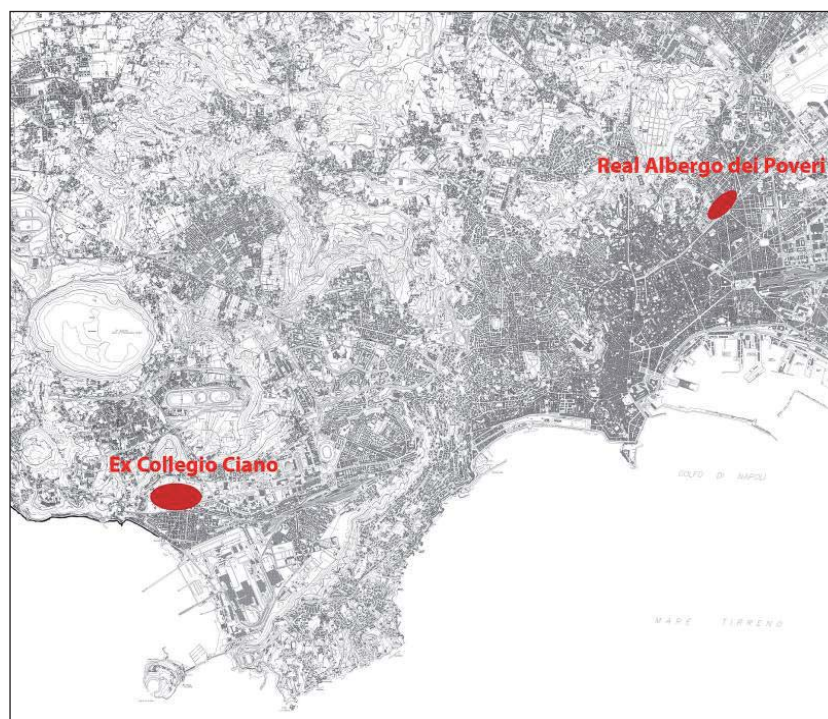 Real Albergo dei Poveri
Ex Collegio Ciano
GOLFO DI NAPOLI
MARE TIRRENO